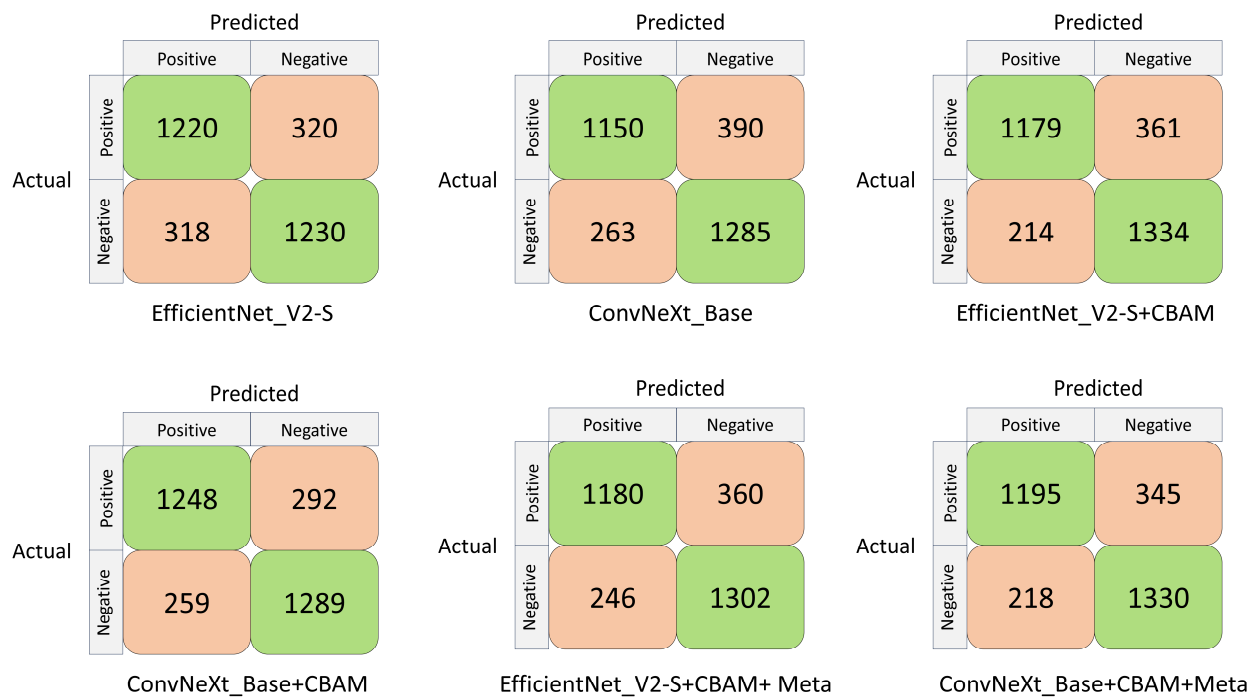 Predicted
Positive Negative
Actual
Positive
1220 320
Negative
318 1230
EfficientNet_V2-S
Predicted
Positive Negative
Actual
Positive
1150 390
Negative
263 1285
ConvNeXt_Base
Predicted
Positive Negative
Actual
Positive
1179 361
Negative
214 1334
EfficientNet_V2-S+CBAM
Predicted
Positive Negative
Actual
Positive
1248 292
Negative
259 1289
ConvNeXt_Base+CBAM
Predicted
Positive Negative
Actual
Positive
1180 360
Negative
246 1302
EfficientNet_V2-S+CBAM+ Meta
Predicted
Positive Negative
Actual
Positive
1195 345
Negative
218 1330
ConvNeXt_Base+CBAM+Meta